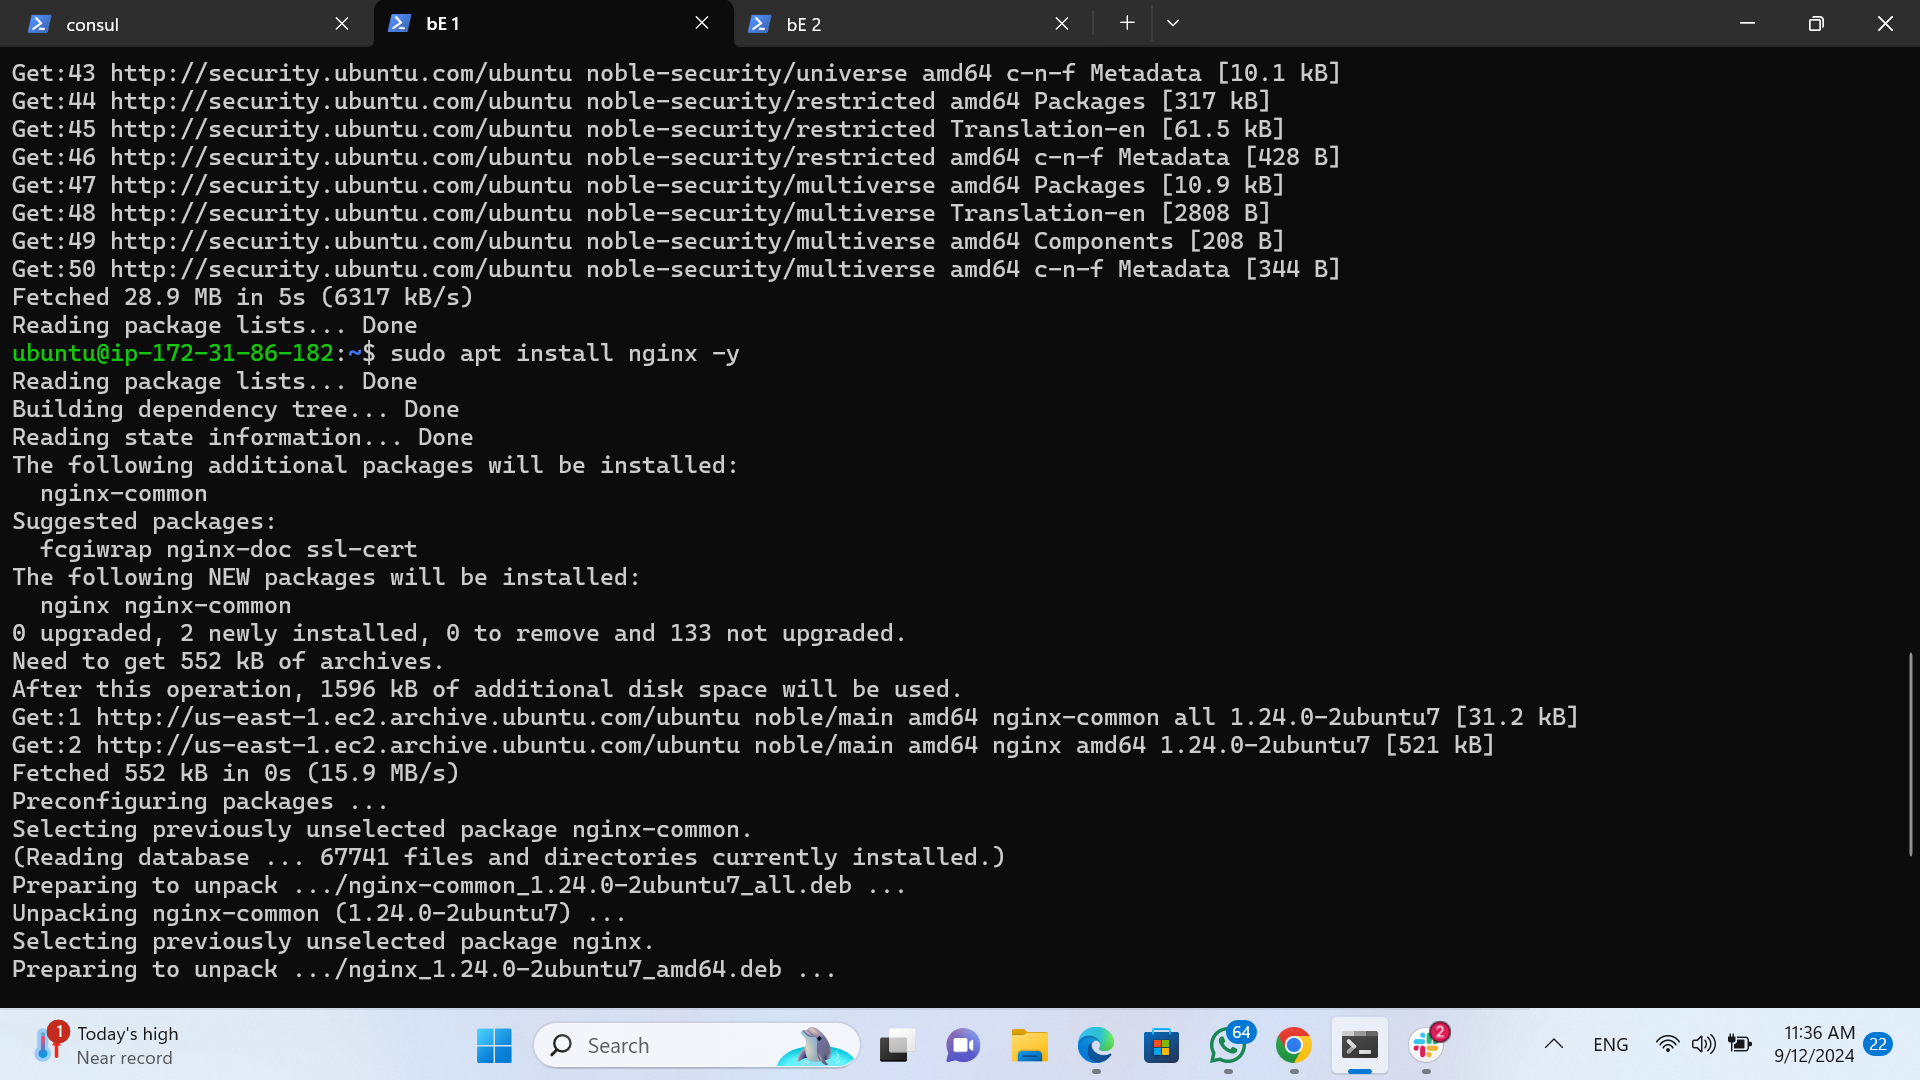 consul
bE 1
bE 2
Get:43 http://security.ubuntu.com/ubuntu noble-security/universe amd64 c-n-f Metadata [10.1 kB]
Get:44 http://security.ubuntu.com/ubuntu noble-security/restricted amd64 Packages [317 kB]
Get:45 http://security.ubuntu.com/ubuntu noble-security/restricted Translation-en [61.5 kB]
Get:46 http://security.ubuntu.com/ubuntu noble-security/restricted amd64 c-n-f Metadata [428 B]
Get:47 http://security.ubuntu.com/ubuntu noble-security/multiverse amd64 Packages [10.9 kB]
Get:48 http://security.ubuntu.com/ubuntu noble-security/multiverse Translation-en [2808 B]
Get:49 http://security.ubuntu.com/ubuntu noble-security/multiverse amd64 Components [208 B]
Get:50 http://security.ubuntu.com/ubuntu noble-security/multiverse amd64 c-n-f Metadata [344 B]
Fetched 28.9 MB in 5s (6317 kB/s)
Reading package lists... Done
ubuntu@ip-172-31-86-182:~$ sudo apt install nginx -y
Reading package lists... Done
Building dependency tree... Done
Reading state information... Done
The following additional packages will be installed:
  nginx-common
Suggested packages:
  fcgiwrap nginx-doc ssl-cert
The following NEW packages will be installed:
  nginx nginx-common
0 upgraded, 2 newly installed, 0 to remove and 133 not upgraded.
Need to get 552 kB of archives.
After this operation, 1596 kB of additional disk space will be used.
Get:1 http://us-east-1.ec2.archive.ubuntu.com/ubuntu noble/main amd64 nginx-common all 1.24.0-2ubuntu7 [31.2 kB]
Get:2 http://us-east-1.ec2.archive.ubuntu.com/ubuntu noble/main amd64 nginx amd64 1.24.0-2ubuntu7 [521 kB]
Fetched 552 kB in 0s (15.9 MB/s)
Preconfiguring packages ...
Selecting previously unselected package nginx-common.
(Reading database ... 67741 files and directories currently installed.)
Preparing to unpack .../nginx-common_1.24.0-2ubuntu7_all.deb ...
Unpacking nginx-common (1.24.0-2ubuntu7) ...
Selecting previously unselected package nginx.
Preparing to unpack .../nginx_1.24.0-2ubuntu7_amd64.deb ...
1
Today's high
Near record
Search
64
2
ENG
11:36 AM
9/12/2024
22